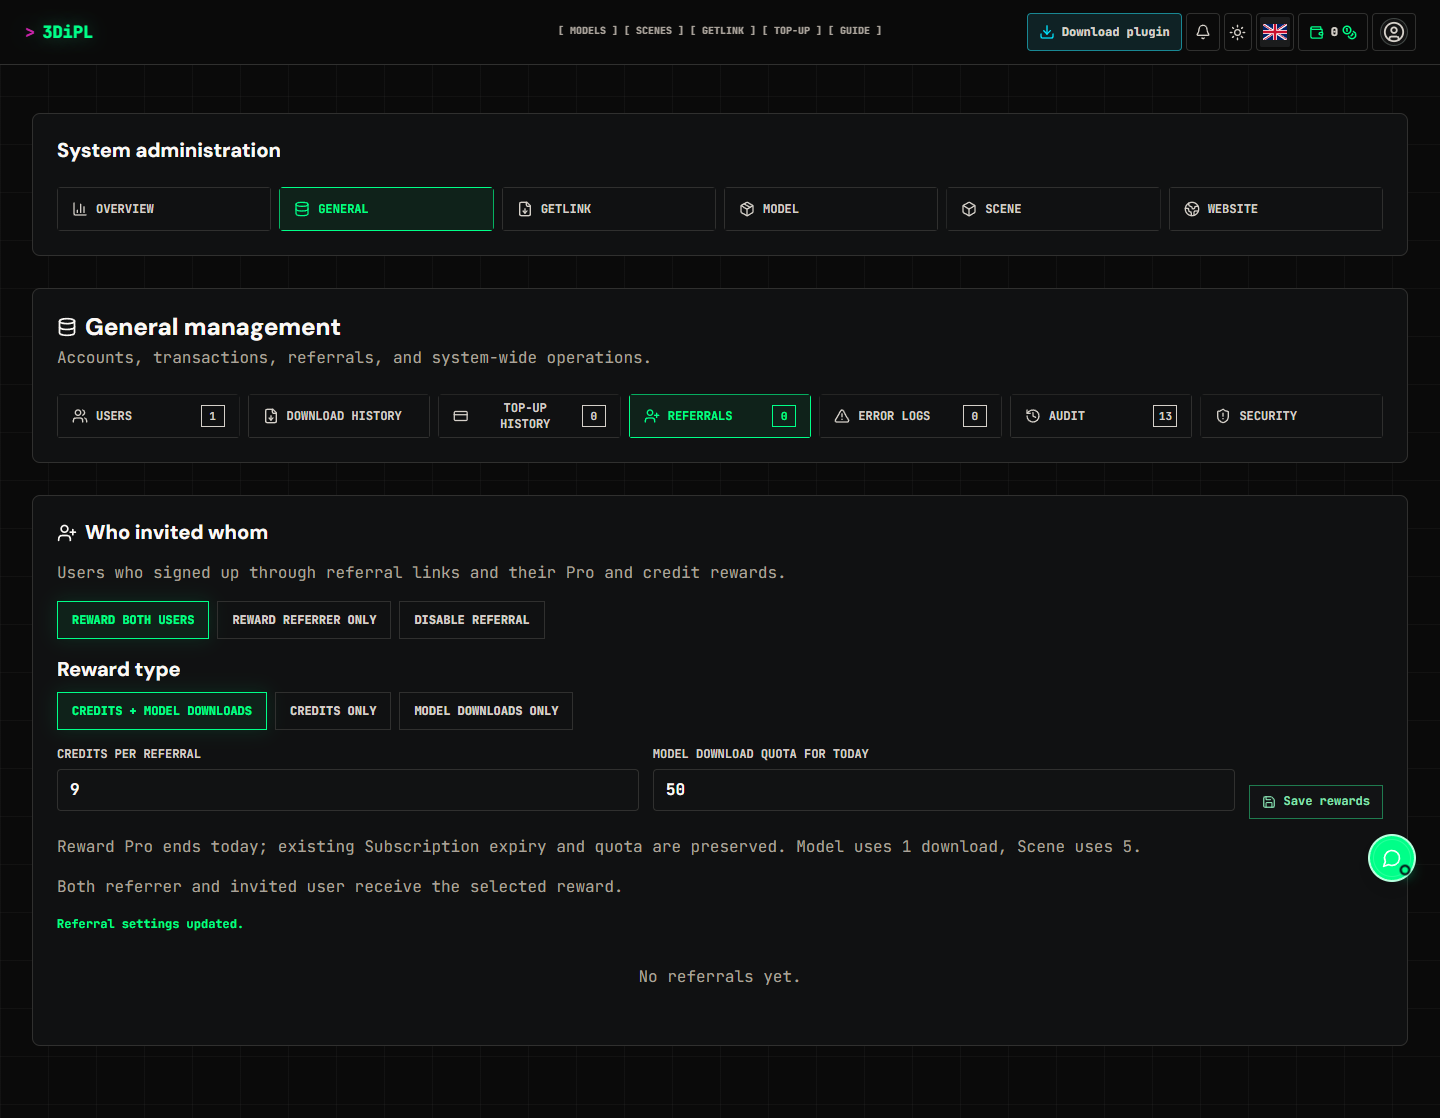 > 3DiPL
[ MODELS ] [ SCENES ] [ GETLINK ] [ TOP-UP ] [ GUIDE ]
Download plugin
0
System administration
OVERVIEW
GENERAL
GETLINK
MODEL
SCENE
WEBSITE
General management
Accounts, transactions, referrals, and system-wide operations.
USERS 1
DOWNLOAD HISTORY
TOP-UP
HISTORY 0
REFERRALS 0
ERROR LOGS 0
AUDIT 13
SECURITY
Who invited whom
Users who signed up through referral links and their Pro and credit rewards.
REWARD BOTH USERS
REWARD REFERRER ONLY
DISABLE REFERRAL
Reward type
CREDITS + MODEL DOWNLOADS
CREDITS ONLY
MODEL DOWNLOADS ONLY
CREDITS PER REFERRAL
9
MODEL DOWNLOAD QUOTA FOR TODAY
50
Save rewards
Reward Pro ends today; existing Subscription expiry and quota are preserved. Model uses 1 download, Scene uses 5.
Both referrer and invited user receive the selected reward.
Referral settings updated.
No referrals yet.